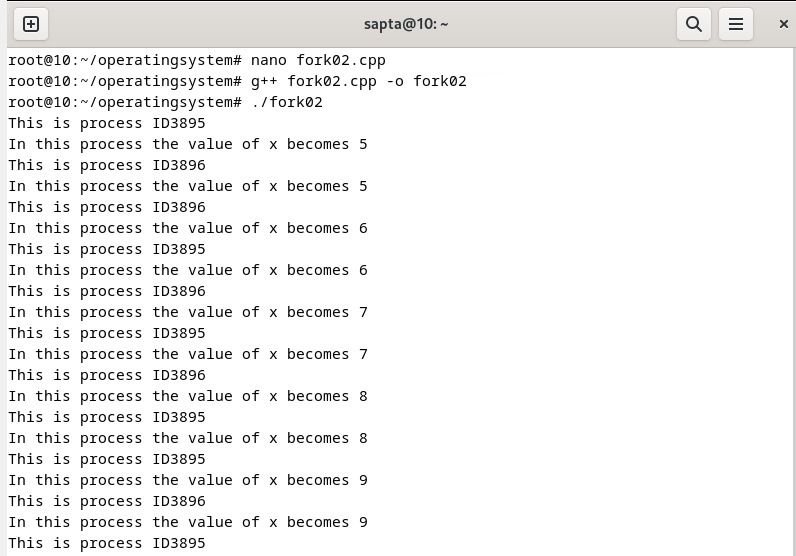 sapta@10: ~
root@10:~/operatingsystem# nano fork02.cpp
root@10:~/operatingsystem# g++ fork02.cpp -o fork02
root@10:~/operatingsystem# ./fork02
This is process ID3895
In this process the value of x becomes 5
This is process ID3896
In this process the value of x becomes 5
This is process ID3896
In this process the value of x becomes 6
This is process ID3895
In this process the value of x becomes 6
This is process ID3896
In this process the value of x becomes 7
This is process ID3895
In this process the value of x becomes 7
This is process ID3896
In this process the value of x becomes 8
This is process ID3895
In this process the value of x becomes 8
This is process ID3895
In this process the value of x becomes 9
This is process ID3896
In this process the value of x becomes 9
This is process ID3895